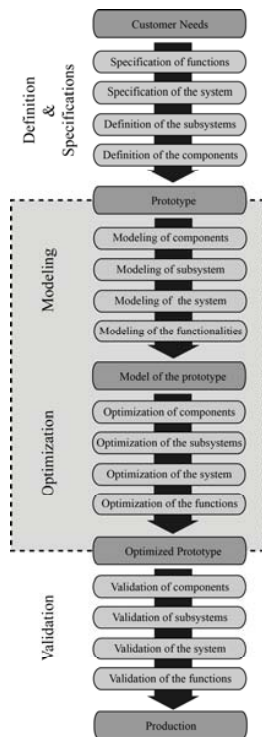 Customer Needs
Definition
&
Specifications
Specification of functions
Specification of the system
Definition of the subsystems
Definition of the components
Prototype
Modeling
Modeling of components
Modeling of subsystem
Modeling of the system
Modeling of the functionalities
Model of the prototype
Optimization
Optimization of components
Optimization of the subsystems
Optimization of the system
Optimization of the functions
Optimized Prototype
Validation
Validation of components
Validation of subsystems
Validation of the system
Validation of the functions
Production